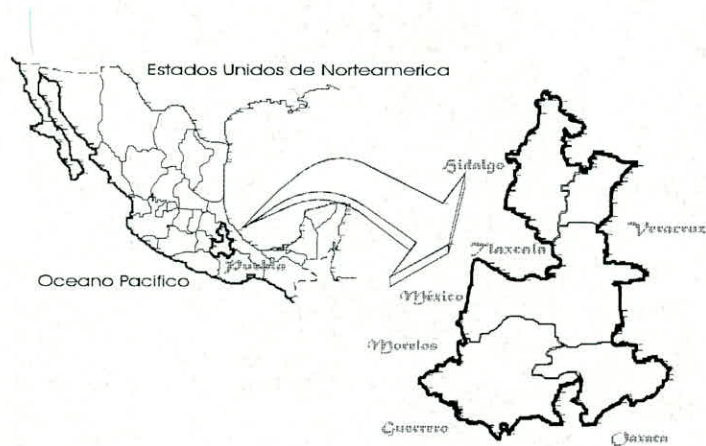 Estados Unidos de Norteamerica
Hidalgo
Veracruz
Tlaxcala
Puebla
Oceano Pacifico
México
Morelos
Guerrero
Oaxaca